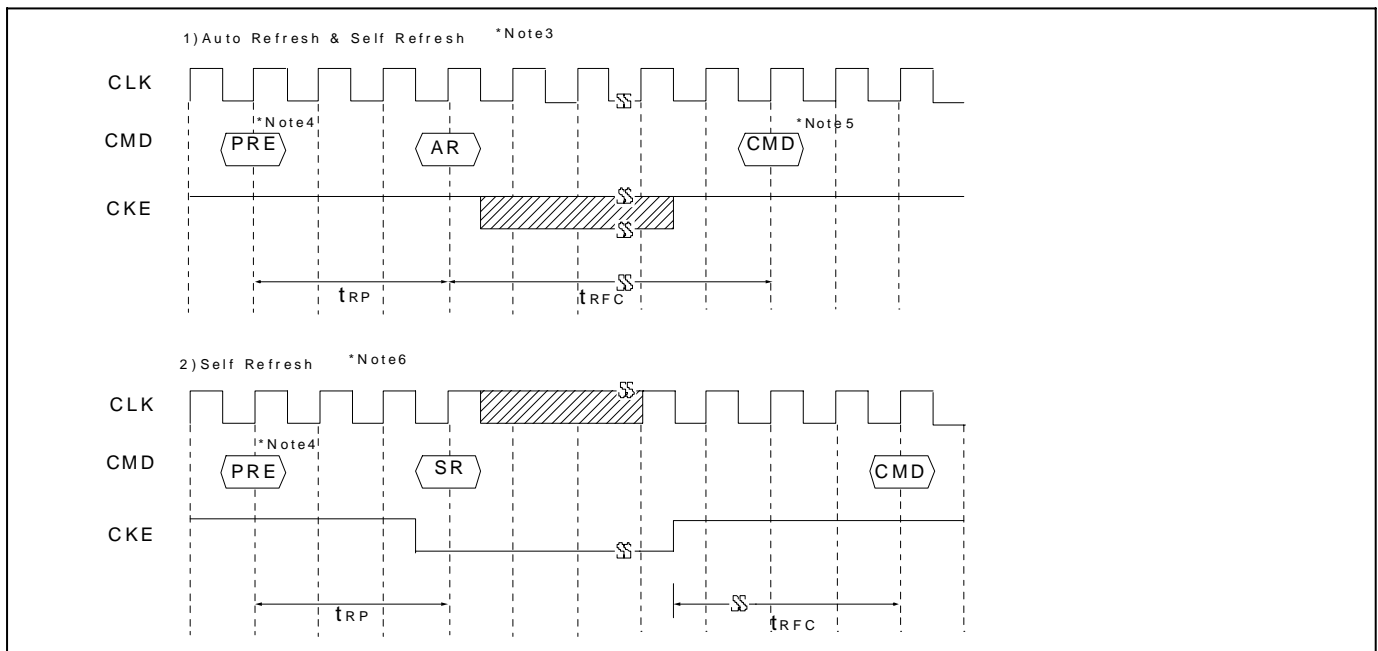 1)Auto Refresh & Self Refresh *Note3
CLK
*Note4 *Note5
CMD PRE AR CMD
CKE
tRP tRFC
2)Self Refresh *Note6
CLK
*Note4
CMD PRE SR CMD
CKE
tRP tRFC